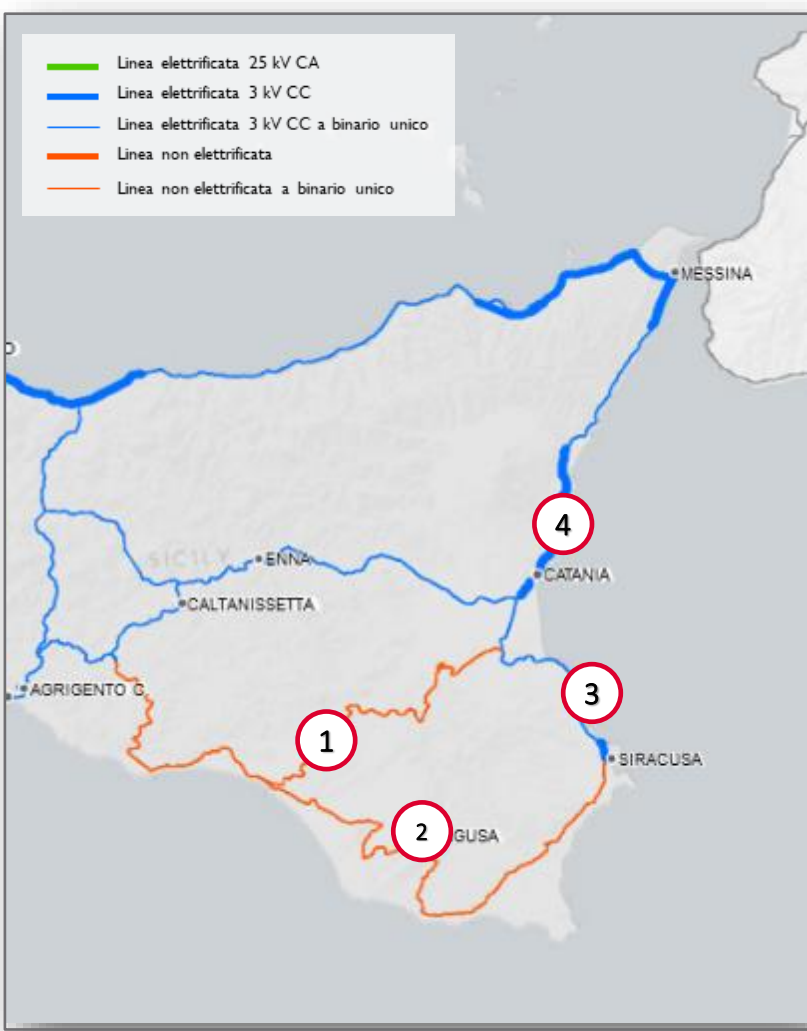 Linea elettrificata 25 kV CA
Linea elettrificata 3 kV CC
Linea elettrificata 3 kV CC a binario unico
Linea non elettrificata
Linea non elettrificata a binario unico
MESSINA
O
4
SICILY
ENNA
CATANIA
CALTANISSETTA
AGRIGENTO C
3
1
SIRACUSA
2
GUSA